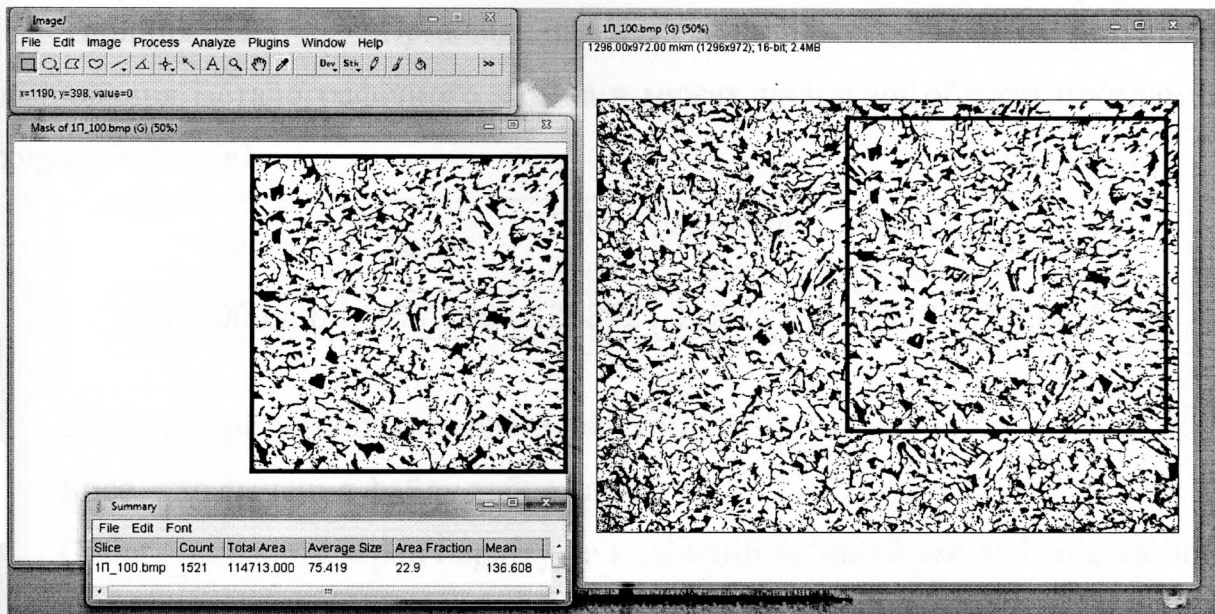 ImageJ
File Edit Image Process Analyze Plugins Window Help
Dev Stk >>
x=1190, y=398, value=0
Mask of 1П_100.bmp (G) (50%)
Summary
File Edit Font
Slice Count Total Area Average Size Area Fraction Mean
1П_100.bmp 1521 114713.000 75.419 22.9 136.608
1П_100.bmp (G) (50%)
1296.00x972.00 mkm (1296x972); 16-bit; 2.4MB